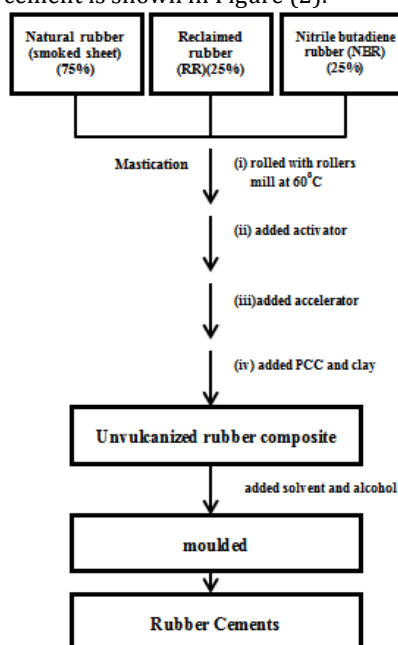 cement is shown in Figure (2).
Natural rubber
(smoked sheet)
(75%)
Reclaimed
rubber
(RR)(25%)
Nitrile butadiene
rubber (NBR)
(25%)
Mastication
(i) rolled with rollers
mill at 60⁰C
(ii) added activator
(iii)added accelerator
(iv) added PCC and clay
Unvulcanized rubber composite
added solvent and alcohol
moulded
Rubber Cements